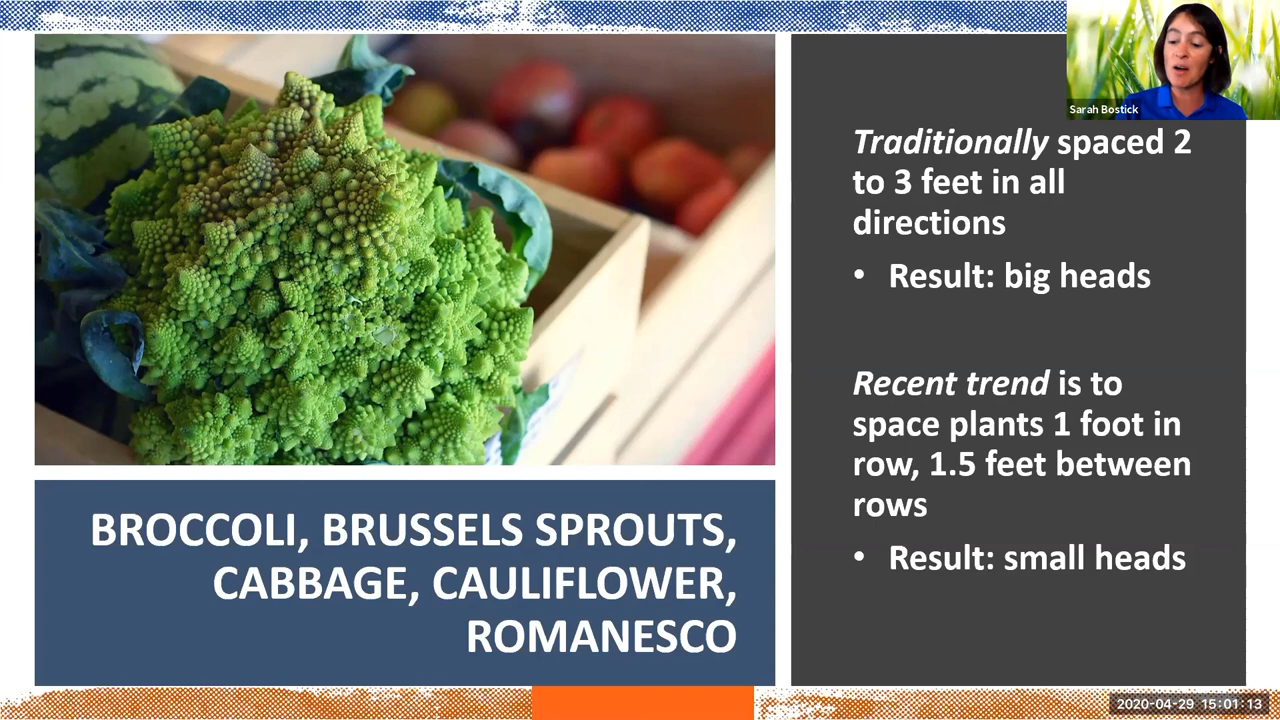 Sarah Bostick
Traditionally spaced 2
to 3 feet in all
directions
• Result: big heads
Recent trend is to
space plants 1 foot in
row, 1.5 feet between
rows
• Result: small heads
BROCCOLI, BRUSSELS SPROUTS,
CABBAGE, CAULIFLOWER,
ROMANESCO
2020-04-29 15:01:13